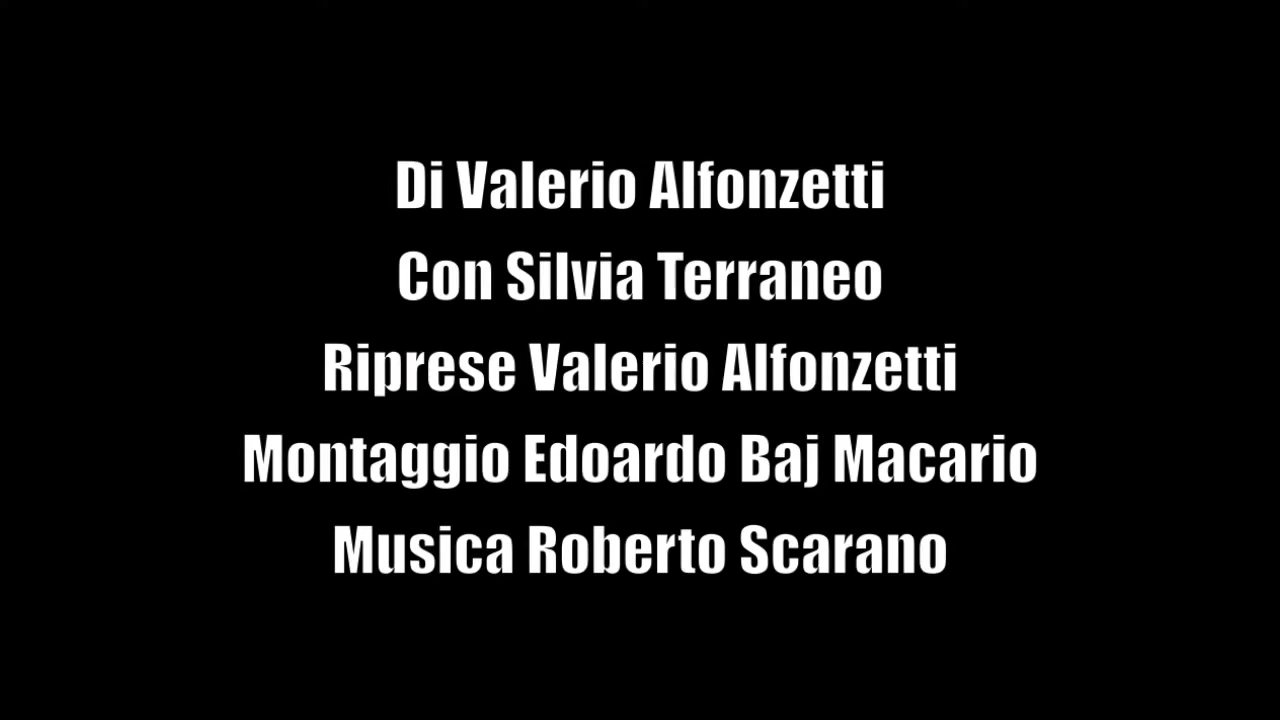 Di Valerio Alfonzetti
Con Silvia Terraneo
Riprese Valerio Alfonzetti
Montaggio Edoardo Baj Macario
Musica Roberto Scarano